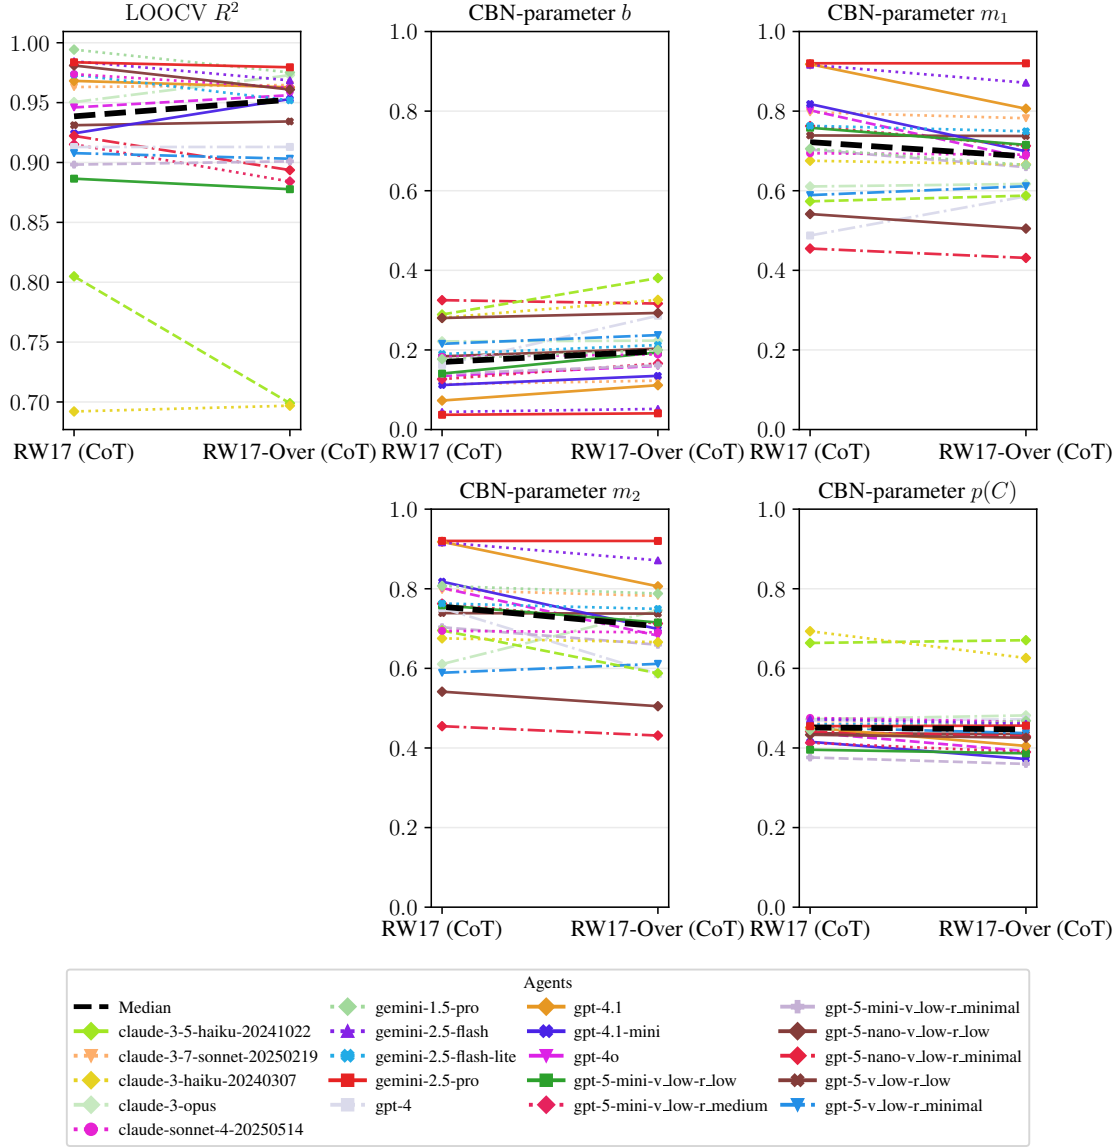 LOOCV R²
1.00
0.95
0.90
0.85
0.80
0.75
0.70
RW17 (CoT)
RW17-Over (CoT)
CBN-parameter b
1.0
0.8
0.6
0.4
0.2
0.0
RW17 (CoT)
RW17-Over (CoT)
CBN-parameter m₁
1.0
0.8
0.6
0.4
0.2
0.0
RW17 (CoT)
RW17-Over (CoT)
CBN-parameter m₂
1.0
0.8
0.6
0.4
0.2
0.0
RW17 (CoT)
RW17-Over (CoT)
CBN-parameter p(C)
1.0
0.8
0.6
0.4
0.2
0.0
RW17 (CoT)
RW17-Over (CoT)
Agents
Median
claude-3-5-haiku-20241022
claude-3-7-sonnet-20250219
claude-3-haiku-20240307
claude-3-opus
claude-sonnet-4-20250514
gemini-1.5-pro
gemini-2.5-flash
gemini-2.5-flash-lite
gemini-2.5-pro
gpt-4
gpt-4.1
gpt-4.1-mini
gpt-4o
gpt-5-mini-v_low-r_low
gpt-5-mini-v_low-r_medium
gpt-5-mini-v_low-r_minimal
gpt-5-nano-v_low-r_low
gpt-5-nano-v_low-r_minimal
gpt-5-v_low-r_low
gpt-5-v_low-r_minimal